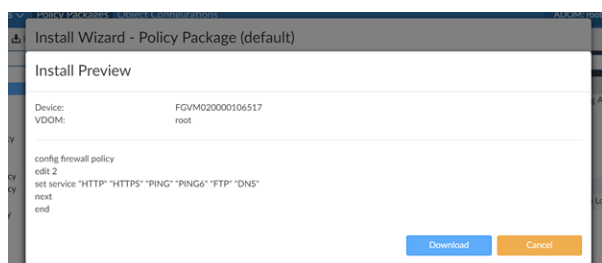 Policy Packages Object Configurations ADOM: root
Install Wizard - Policy Package (default)
Install Preview
Device: FGVM020000106517
VDOM: root
config firewall policy
edit 2
set service "HTTP" "HTTPS" "PING" "PING6" "FTP" "DNS"
next
end
Download Cancel